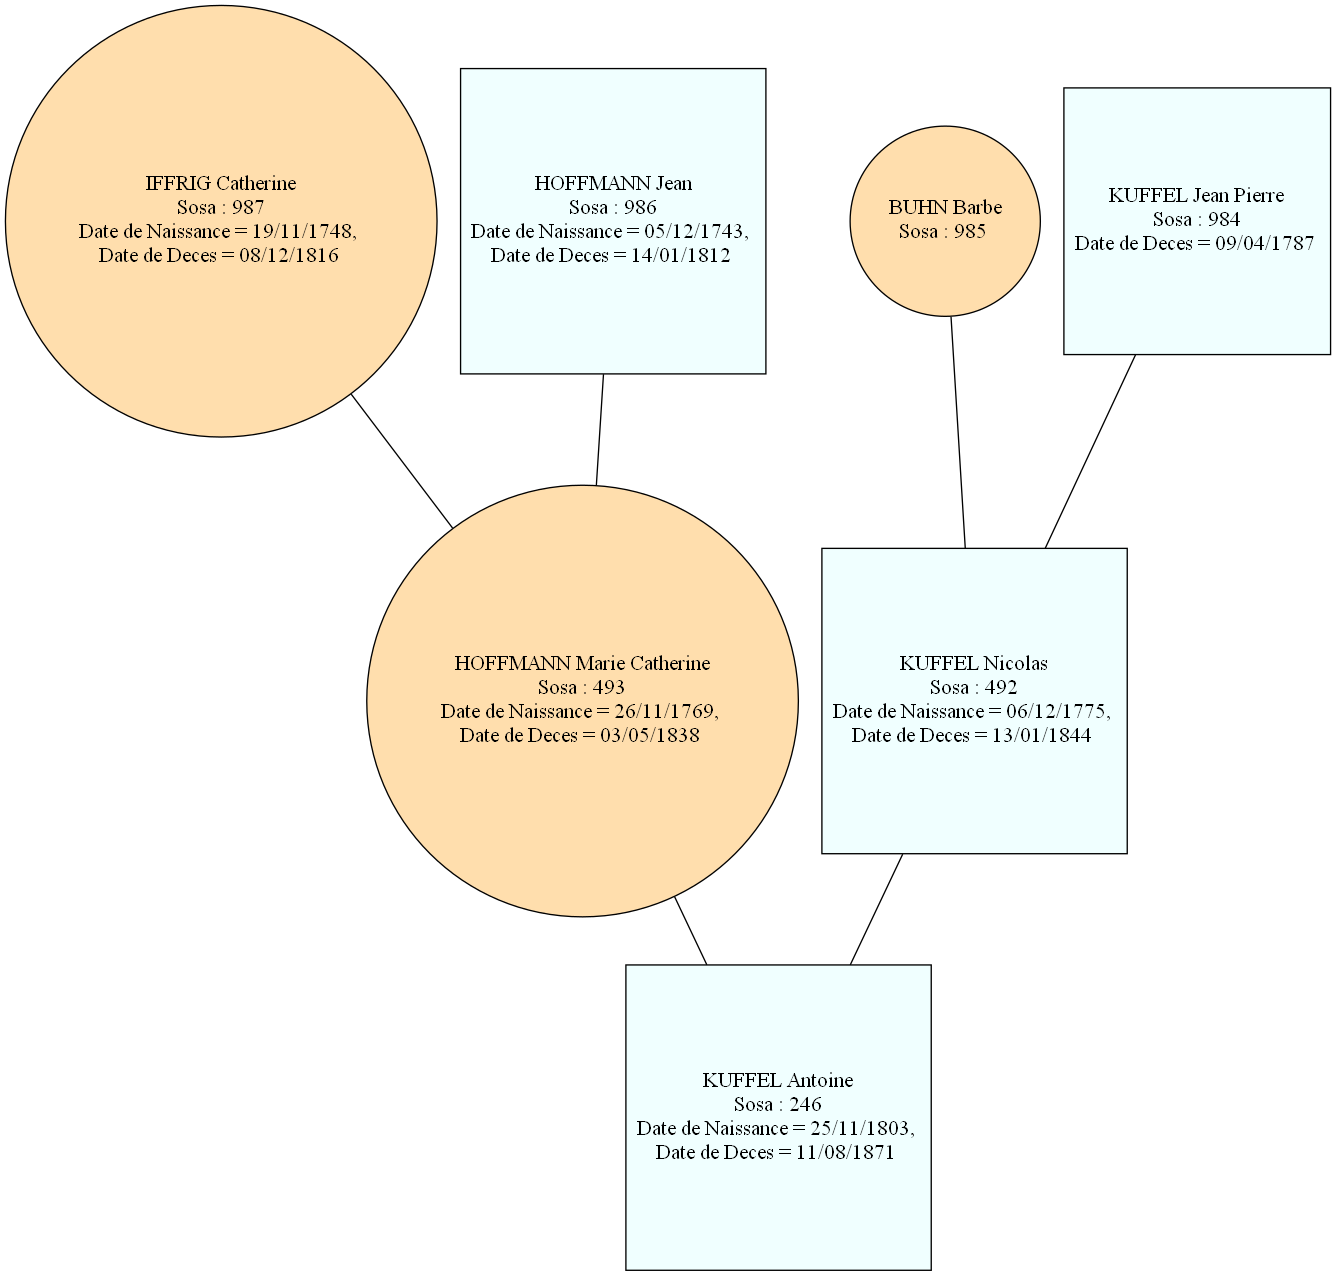 IFFRIG Catherine
Sosa : 987
Date de Naissance = 19/11/1748,
Date de Deces = 08/12/1816
HOFFMANN Jean
Sosa : 986
Date de Naissance = 05/12/1743,
Date de Deces = 14/01/1812
BUHN Barbe
Sosa : 985
KUFFEL Jean Pierre
Sosa : 984
Date de Deces = 09/04/1787
HOFFMANN Marie Catherine
Sosa : 493
Date de Naissance = 26/11/1769,
Date de Deces = 03/05/1838
KUFFEL Nicolas
Sosa : 492
Date de Naissance = 06/12/1775,
Date de Deces = 13/01/1844
KUFFEL Antoine
Sosa : 246
Date de Naissance = 25/11/1803,
Date de Deces = 11/08/1871